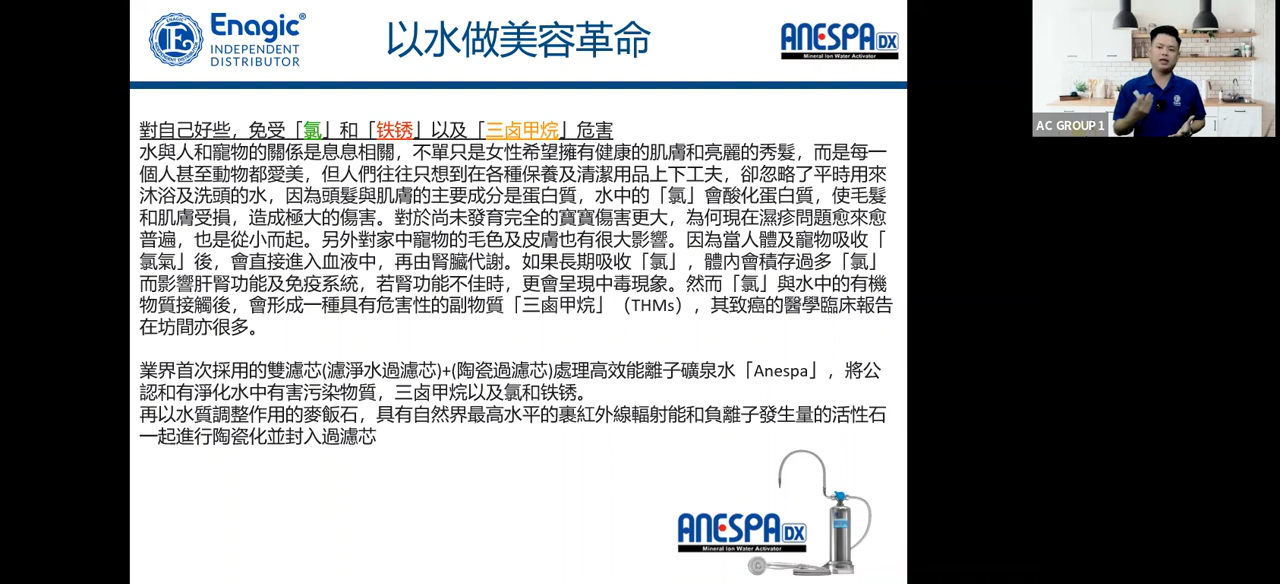 Enagic®
INDEPENDENT
DISTRIBUTOR
以水做美容革命
ANESPA DX
Mineral Ion Water Activator
AC GROUP 1
對自己好些，免受「氯」和「铁锈」以及「三卤甲烷」危害
水與人和寵物的關係是息息相關，不單只是女性希望擁有健康的肌膚和亮麗的秀髮，而是每一
個人甚至動物都愛美，但人們往往只想到在各種保養及清潔用品上下工夫，卻忽略了平時用來
沐浴及洗頭的水，因為頭髮與肌膚的主要成分是蛋白質，水中的「氯」會酸化蛋白質，使毛髮
和肌膚受損，造成極大的傷害。對於尚未發育完全的寶寶傷害更大，為何現在濕疹問題愈來愈
普遍，也是從小而起。另外對家中寵物的毛色及皮膚也有很大影響。因為當人體及寵物吸收「
氯氣」後，會直接進入血液中，再由腎臟代謝。如果長期吸收「氯」，體內會積存過多「氯」
而影響肝腎功能及免疫系統，若腎功能不佳時，更會呈現中毒現象。然而「氯」與水中的有機
物質接觸後，會形成一種具有危害性的副物質「三卤甲烷」（THMs），其致癌的醫學臨床報告
在坊間亦很多。
業界首次採用的雙濾芯(濾淨水過濾芯)+(陶瓷過濾芯)處理高效能離子礦泉水「Anespa」，將公
認和有淨化水中有害污染物質，三卤甲烷以及氯和铁锈。
再以水質調整作用的麥飯石，具有自然界最高水平的裹紅外線輻射能和負離子發生量的活性石
一起進行陶瓷化並封入過濾芯
ANESPA DX
Mineral Ion Water Activator